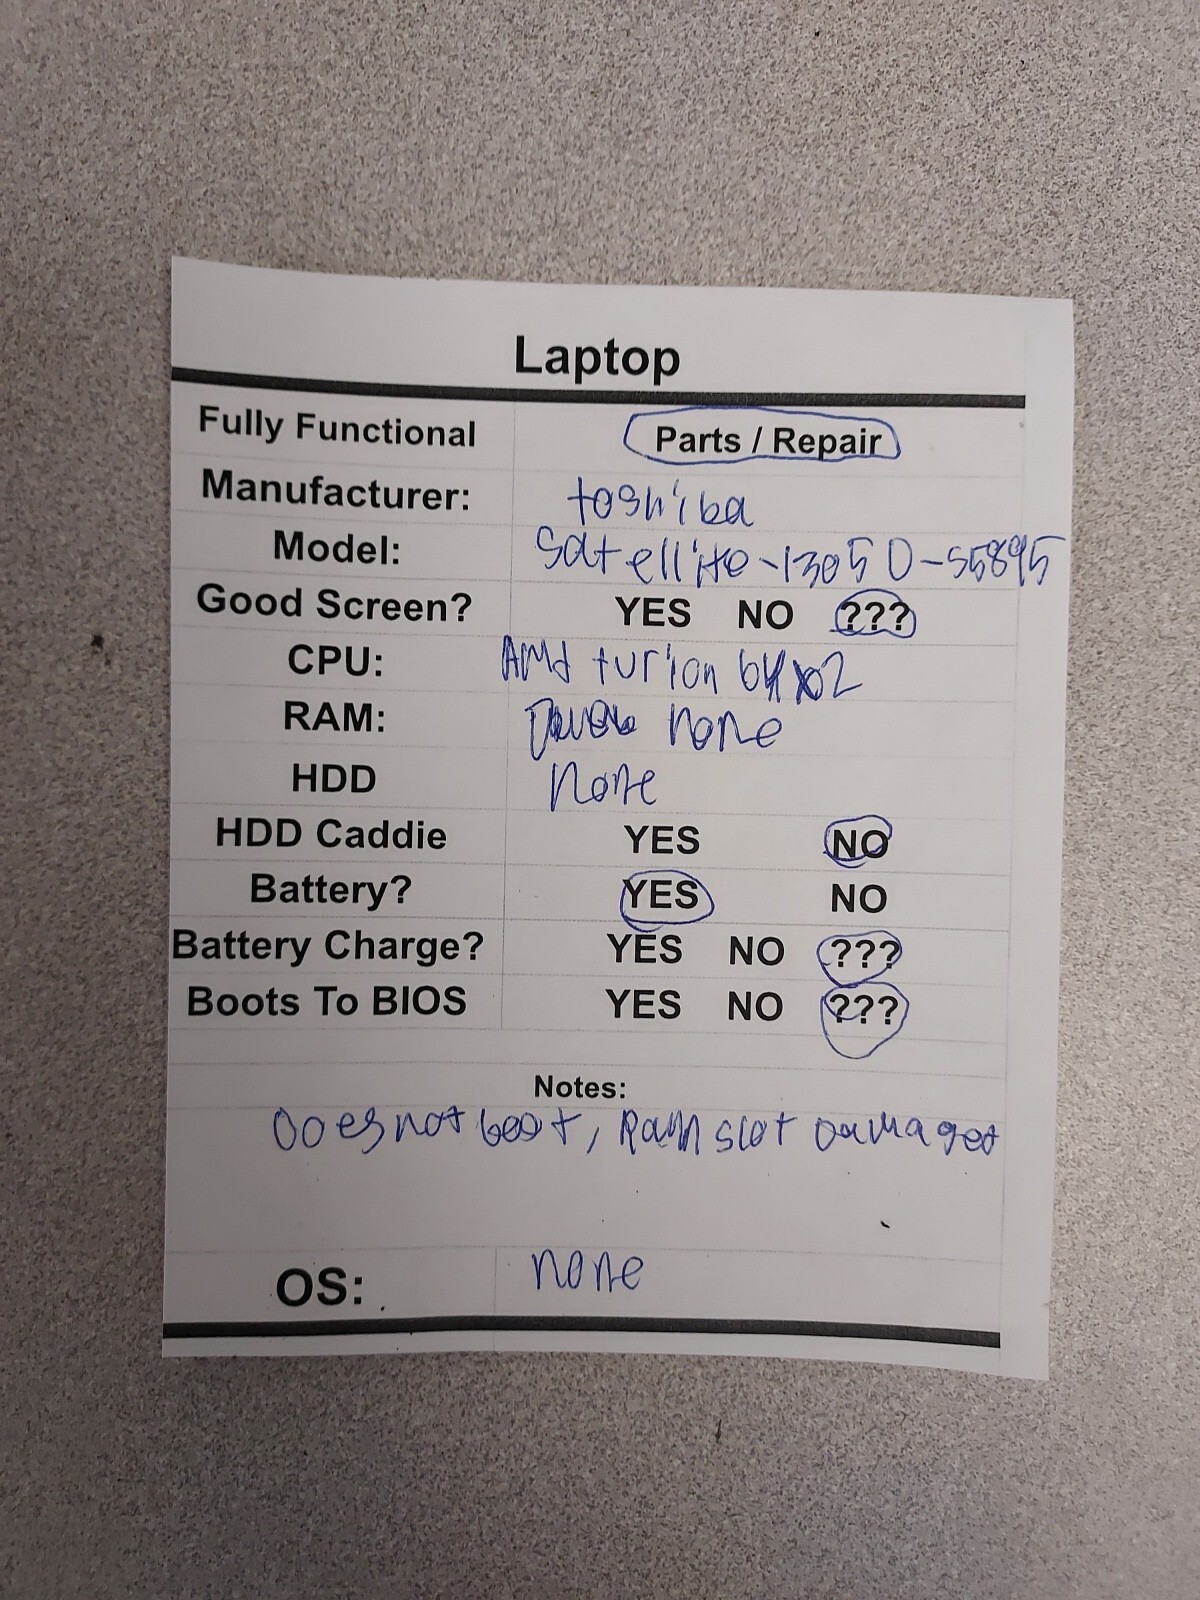 Laptop
Fully Functional Parts / Repair
Manufacturer: toshiba
Model: Satellite-1305 D-S5895
Good Screen? YES NO ???
CPU: AMd turion 64x2
RAM: none
HDD none
HDD Caddie YES NO
Battery? YES NO
Battery Charge? YES NO ???
Boots To BIOS YES NO ???
Notes:
Does not boot, Ram slot Damaged
OS: none